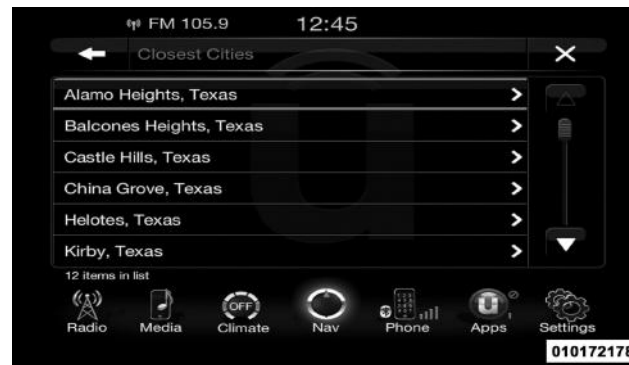 FM 105.9 12:45
Closest Cities
Alamo Heights, Texas
Balcones Heights, Texas
Castle Hills, Texas
China Grove, Texas
Helotes, Texas
Kirby, Texas
12 items in list
OFF
Radio Media Climate Nav Phone Apps Settings
010172178